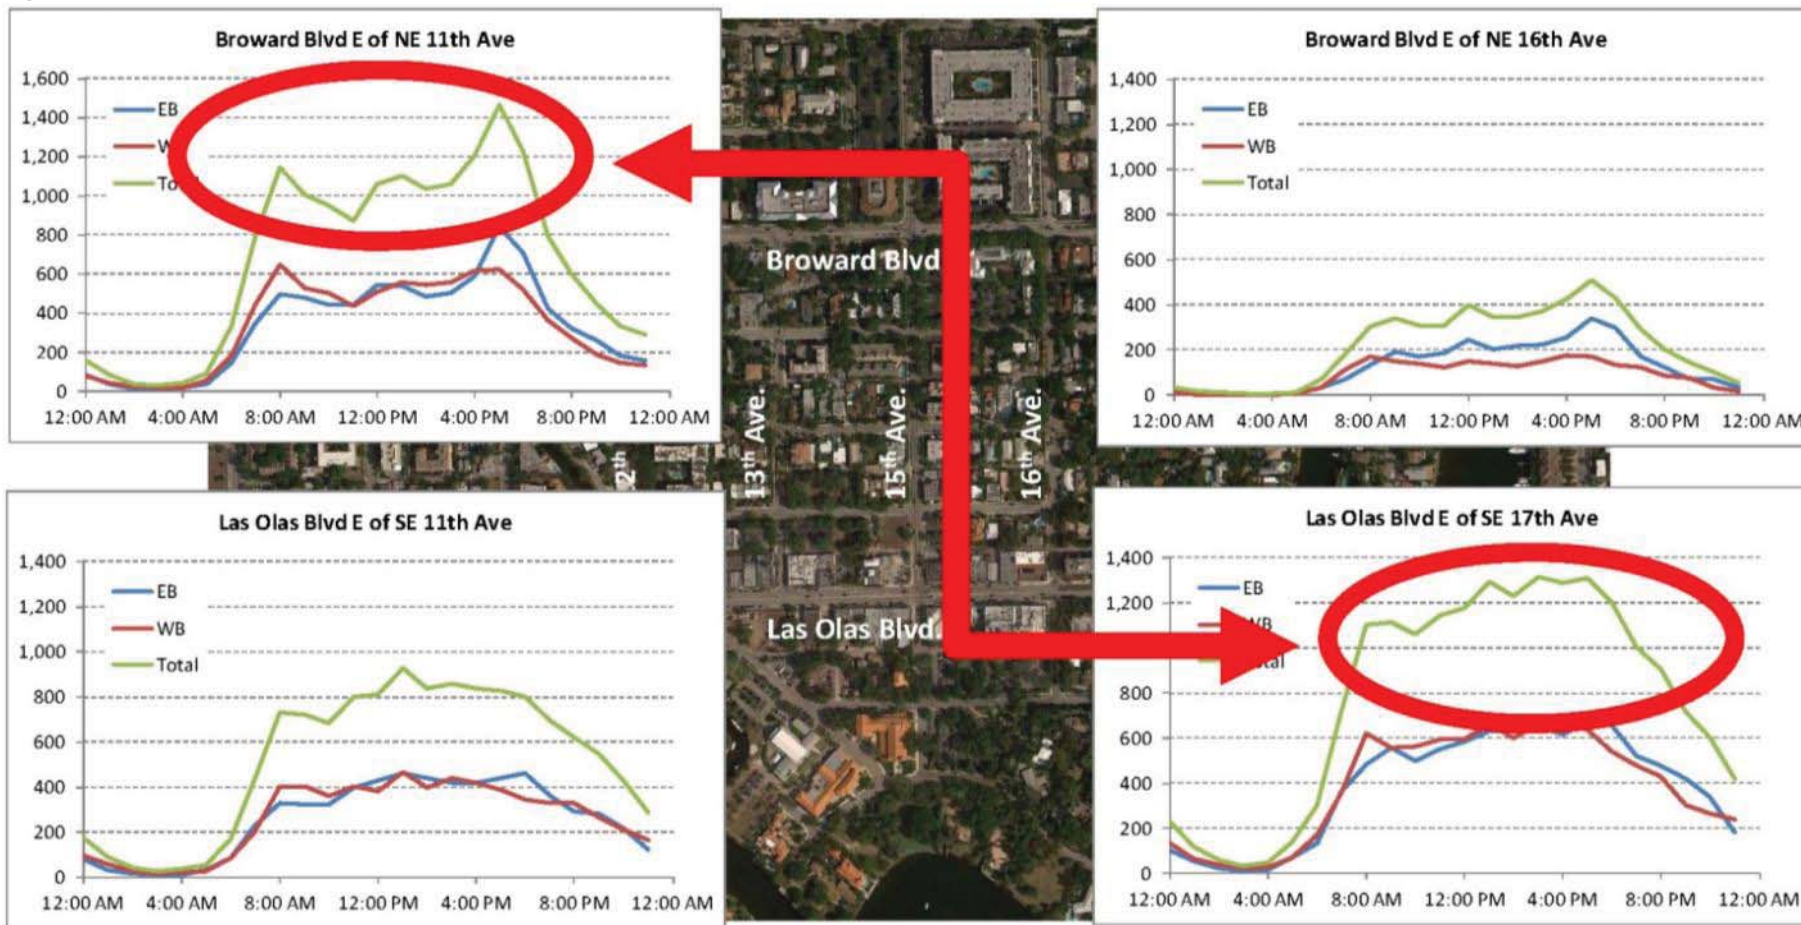 Broward Blvd E of NE 11th Ave
1,600
1,400
1,200
1,000
800
600
400
200
0
EB
Total
12:00 AM 4:00 AM 8:00 AM 12:00 PM 4:00 PM 8:00 PM 12:00 AM
Broward Blvd E of NE 16th Ave
1,400
1,200
1,000
800
600
400
200
0
EB
WB
Total
12:00 AM 4:00 AM 8:00 AM 12:00 PM 4:00 PM 8:00 PM 12:00 AM
Broward Blvd
2th
13th Ave.
15th Ave.
16th Ave.
Las Olas Blvd.
Las Olas Blvd E of SE 11th Ave
1,400
1,200
1,000
800
600
400
200
0
EB
WB
Total
12:00 AM 4:00 AM 8:00 AM 12:00 PM 4:00 PM 8:00 PM 12:00 AM
Las Olas Blvd E of SE 17th Ave
1,400
1,200
800
600
400
200
0
EB
WB
12:00 AM 4:00 AM 8:00 AM 12:00 PM 4:00 PM 8:00 PM 12:00 AM